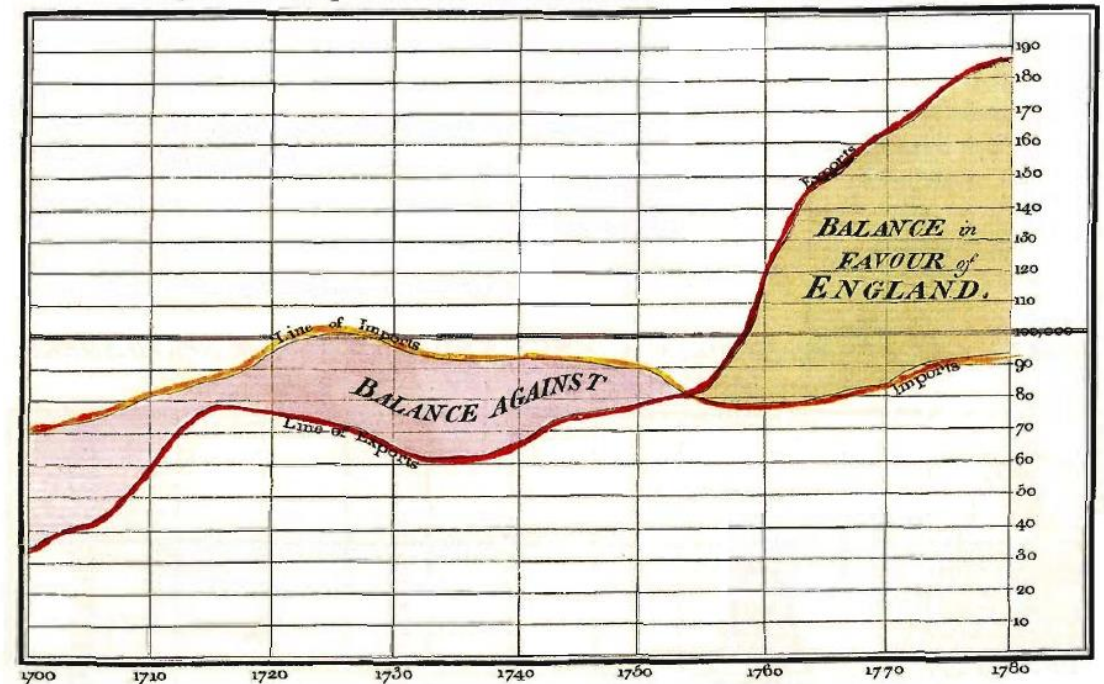 190
180
170
160
150
140
130
120
110
100,000
90
80
70
60
50
40
30
20
10
Exports
BALANCE in
FAVOUR of
ENGLAND.
Line of Imports
BALANCE AGAINST
Imports
Line of Exports
1700 1710 1720 1730 1740 1750 1760 1770 1780